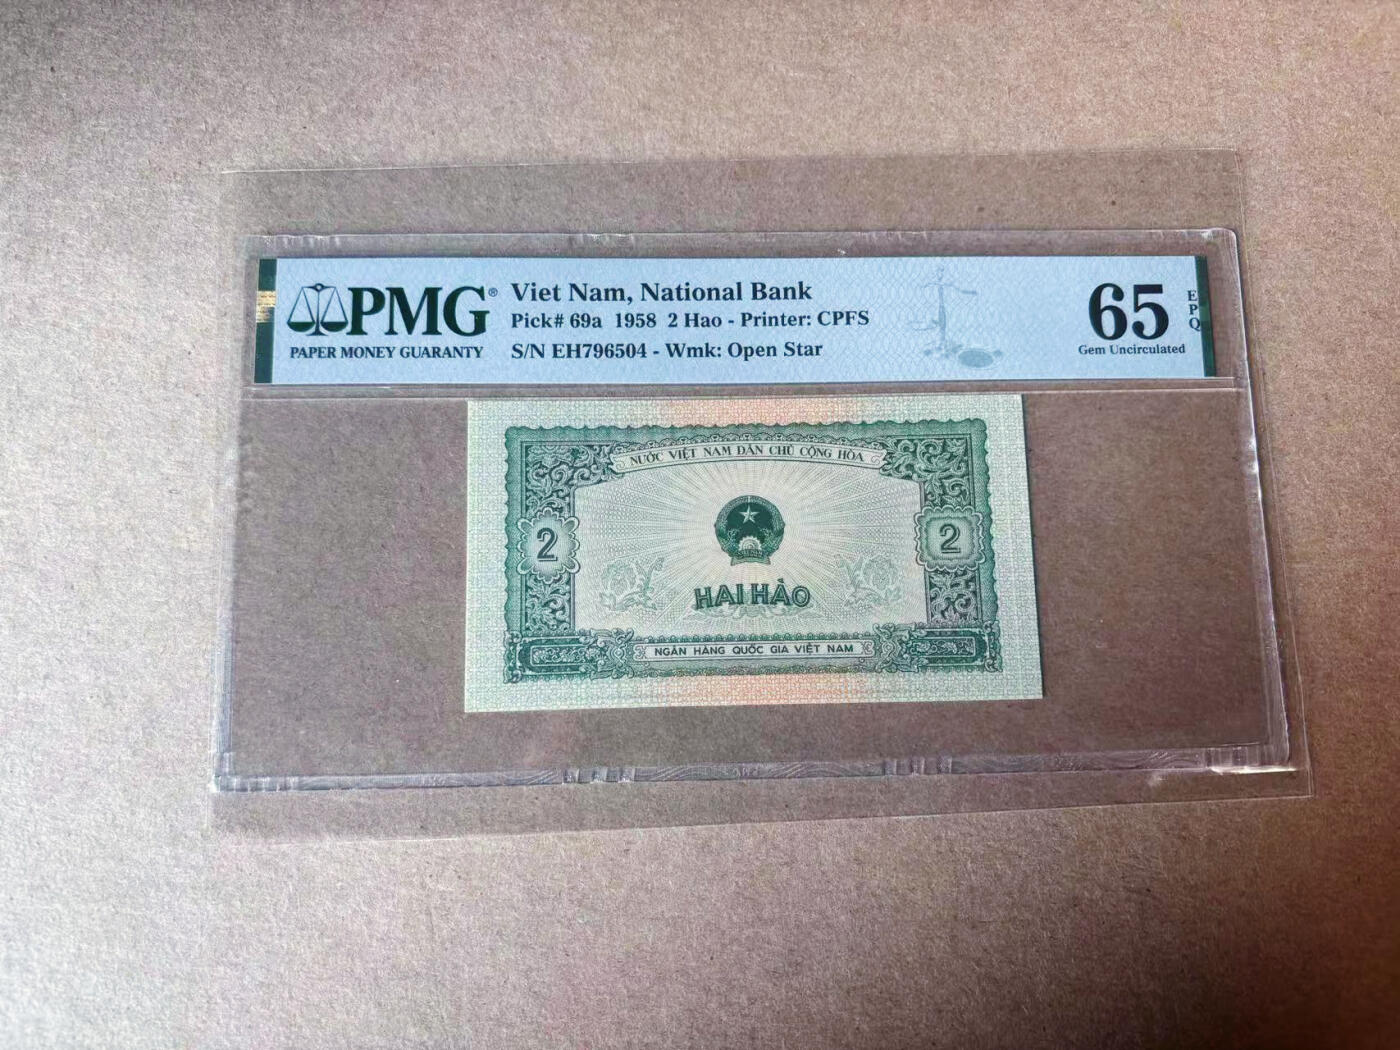 PMG®
PAPER MONEY GUARANTY
Viet Nam, National Bank
Pick# 69a 1958 2 Hao - Printer: CPFS
S/N EH796504 - Wmk: Open Star
65
EPQ
Gem Uncirculated
NƯỚC VIỆT NAM DÂN CHỦ CỘNG HÒA
2
2
HAI HÀO
NGÂN HÀNG QUỐC GIA VIỆT NAM